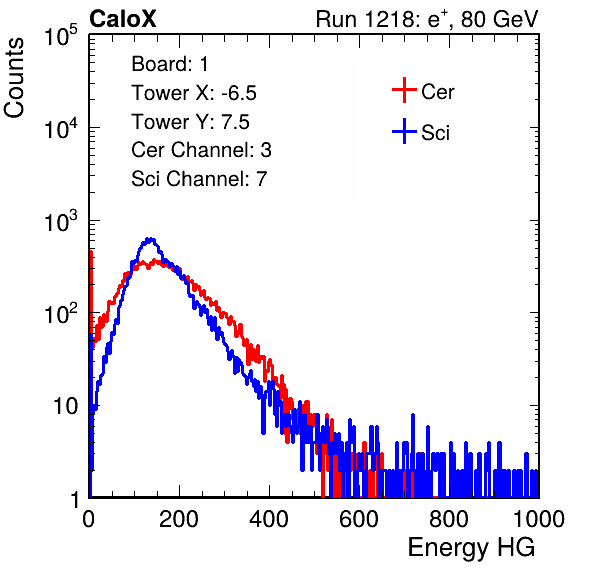 CaloX Run 1218: e⁺, 80 GeV
Counts
10⁵
10⁴
10³
10²
10
1
Board: 1
Tower X: -6.5
Tower Y: 7.5
Cer Channel: 3
Sci Channel: 7
Cer
Sci
0 200 400 600 800 1000
Energy HG